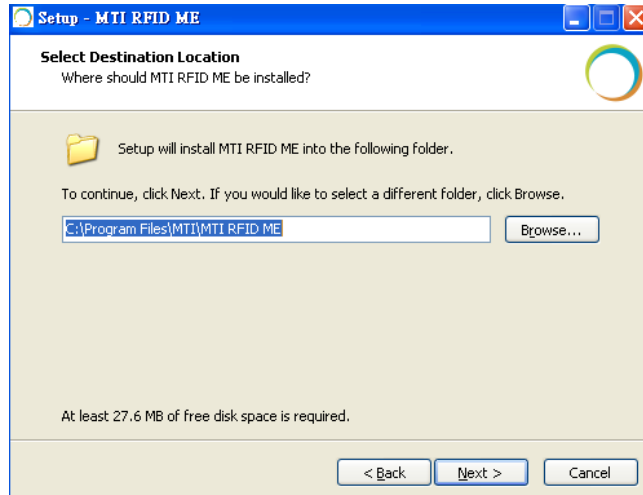 Setup - MTI RFID ME
Select Destination Location
Where should MTI RFID ME be installed?
Setup will install MTI RFID ME into the following folder.
To continue, click Next. If you would like to select a different folder, click Browse.
C:\Program Files\MTI\MTI RFID ME
Browse...
At least 27.6 MB of free disk space is required.
< Back
Next >
Cancel